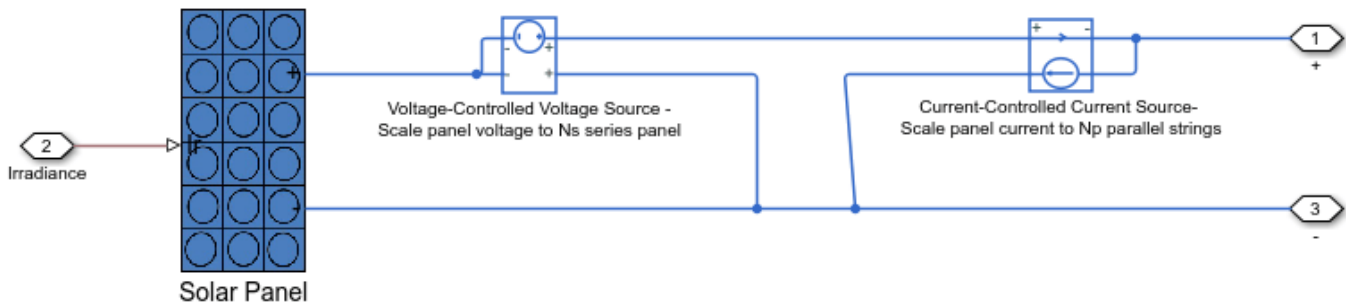 +
-
-
+
+
+
-
1
+
Voltage-Controlled Voltage Source -
Scale panel voltage to Ns series panel
Current-Controlled Current Source-
Scale panel current to Np parallel strings
2
Irradiance
Ir
-
3
-
Solar Panel